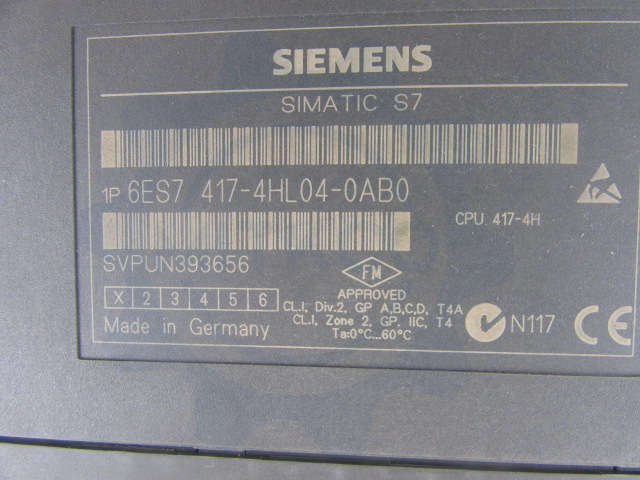 SIEMENS
SIMATIC S7
1P 6ES7 417-4HL04-0AB0
CPU 417-4H
SVPUN393656
FM
APPROVED
X 2 3 4 5 6
CL.I, Div.2, GP A,B,C,D, T4A
CL.I, Zone 2, GP. IIC, T4
Ta:0°C...60°C
Made in Germany
N117
CE